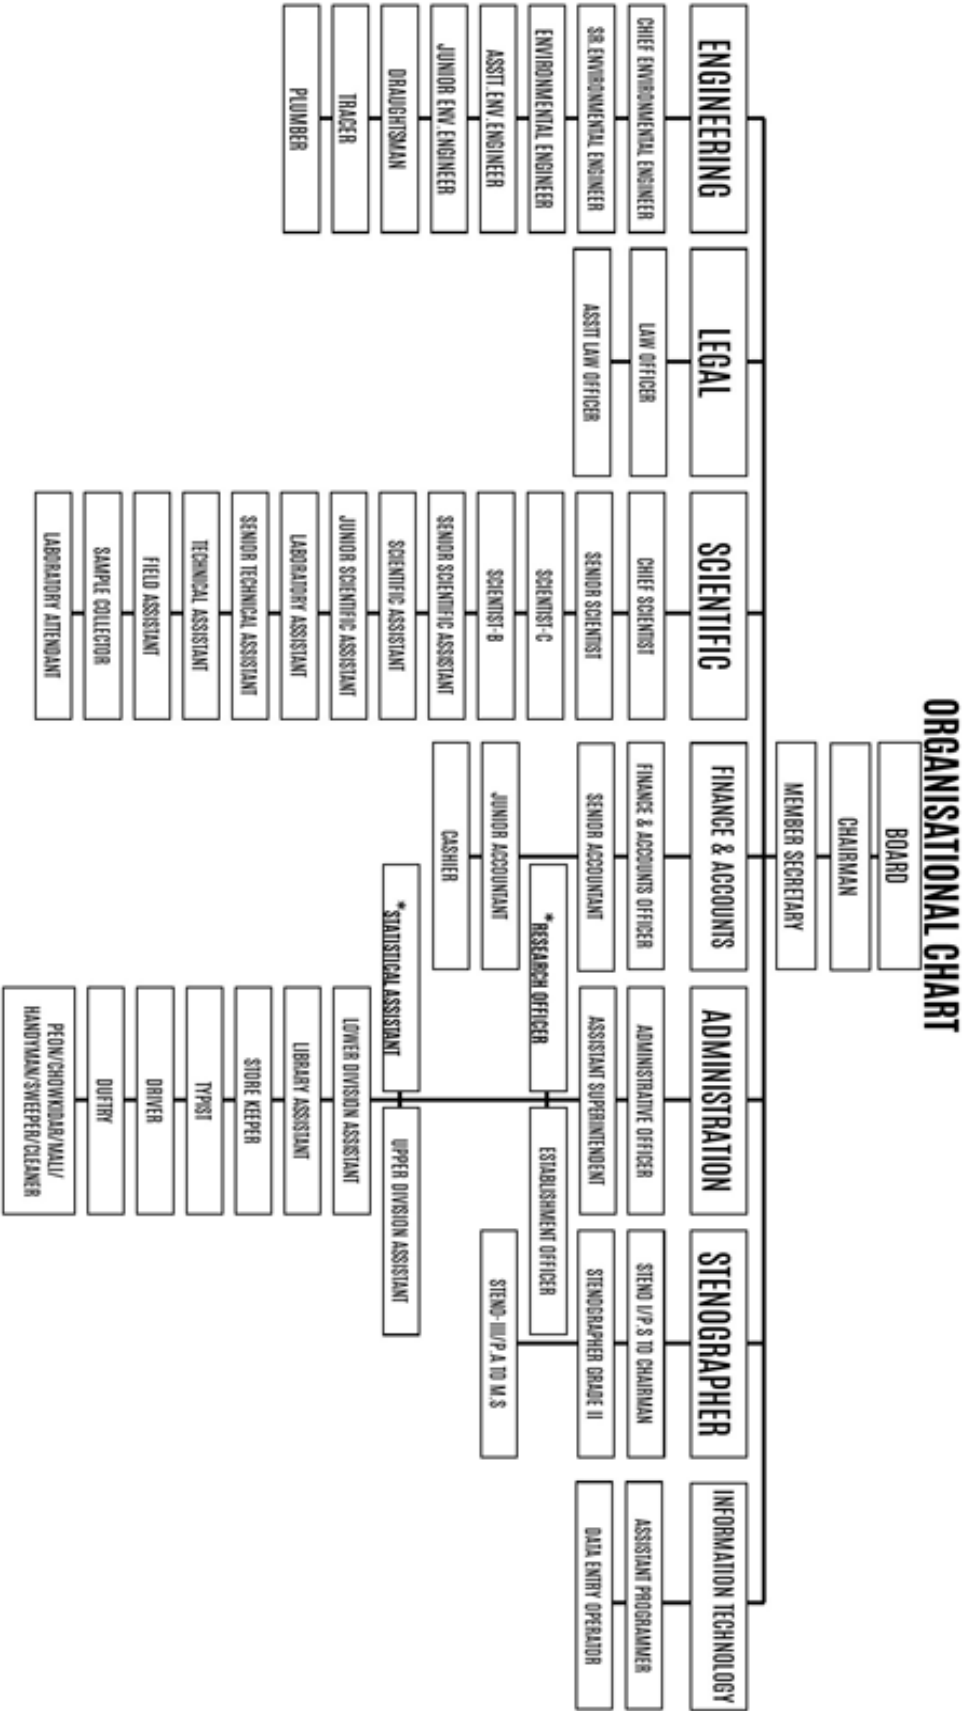 ORGANISATIONAL CHART
BOARD
CHAIRMAN
MEMBER SECRETARY
ENGINEERING
CHIEF ENVIRONMENTAL ENGINEER
SR. ENVIRONMENTAL ENGINEER
ENVIRONMENTAL ENGINEER
ASSTT. ENV. ENGINEER
JUNIOR ENV. ENGINEER
DRAUGHTSMAN
TRACER
PLUMBER
LEGAL
LAW OFFICER
ASSTT LAW OFFICER
SCIENTIFIC
CHIEF SCIENTIST
SENIOR SCIENTIST
SCIENTIST-C
SCIENTIST-B
SENIOR SCIENTIFIC ASSISTANT
SCIENTIFIC ASSISTANT
JUNIOR SCIENTIFIC ASSISTANT
LABORATORY ASSISTANT
SENIOR TECHNICAL ASSISTANT
TECHNICAL ASSISTANT
FIELD ASSISTANT
SAMPLE COLLECTOR
LABORATORY ATTENDANT
FINANCE & ACCOUNTS
FINANCE & ACCOUNTS OFFICER
SENIOR ACCOUNTANT
JUNIOR ACCOUNTANT
CASHIER
ADMINISTRATION
ADMINISTRATIVE OFFICER
ASSISTANT SUPERINTENDENT
*RESEARCH OFFICER
ESTABLISHMENT OFFICER
*STATISTICAL ASSISTANT
UPPER DIVISION ASSISTANT
LOWER DIVISION ASSISTANT
LIBRARY ASSISTANT
STORE KEEPER
TYPIST
DRIVER
DUFTRY
PEON/CHOWKIDAR/MALI/
HANDYMAN/SWEEPER/CLEANER
STENOGRAPHER
STENO I/P.S TO CHAIRMAN
STENOGRAPHER GRADE II
STENO-III/P.A TO M.S
INFORMATION TECHNOLOGY
ASSISTANT PROGRAMMER
DATA ENTRY OPERATOR